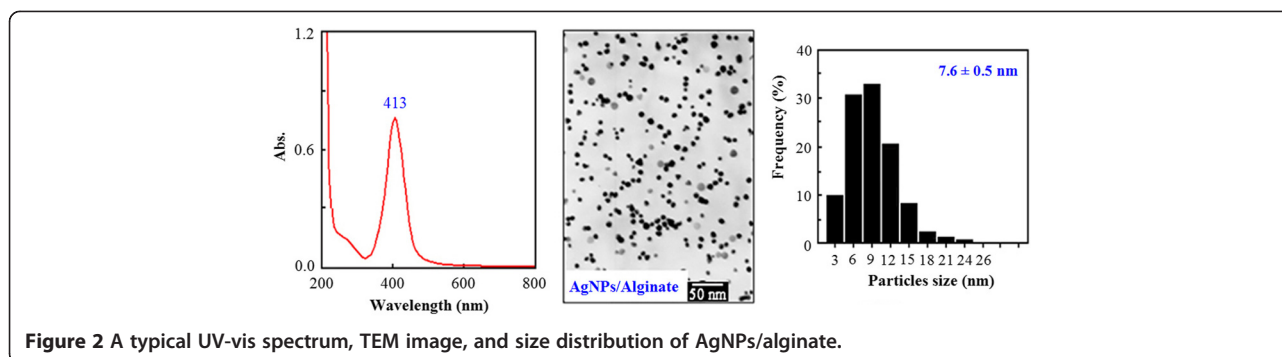 1.2
0.6
0.0
Abs.
413
200 400 600 800
Wavelength (nm)
AgNPs/Alginate
50 nm
40
30
20
10
0
Frequency (%)
7.6 ± 0.5 nm
3 6 9 12 15 18 21 24 26
Particles size (nm)
Figure 2 A typical UV-vis spectrum, TEM image, and size distribution of AgNPs/alginate.